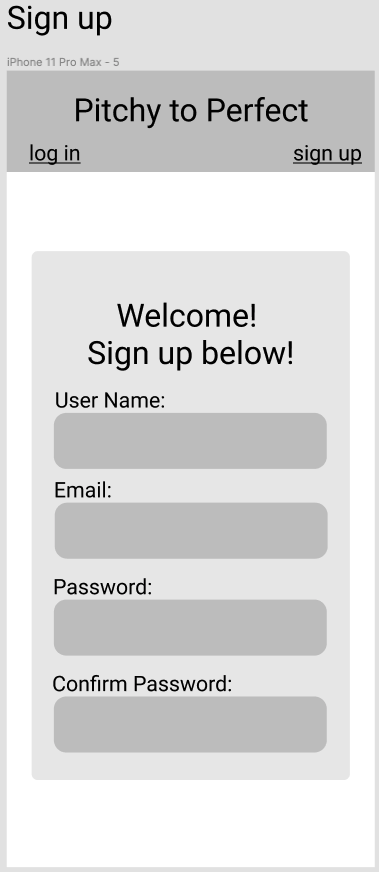 Sign up
iPhone 11 Pro Max - 5
Pitchy to Perfect
log in
sign up
Welcome!
Sign up below!
User Name:
Email:
Password:
Confirm Password: